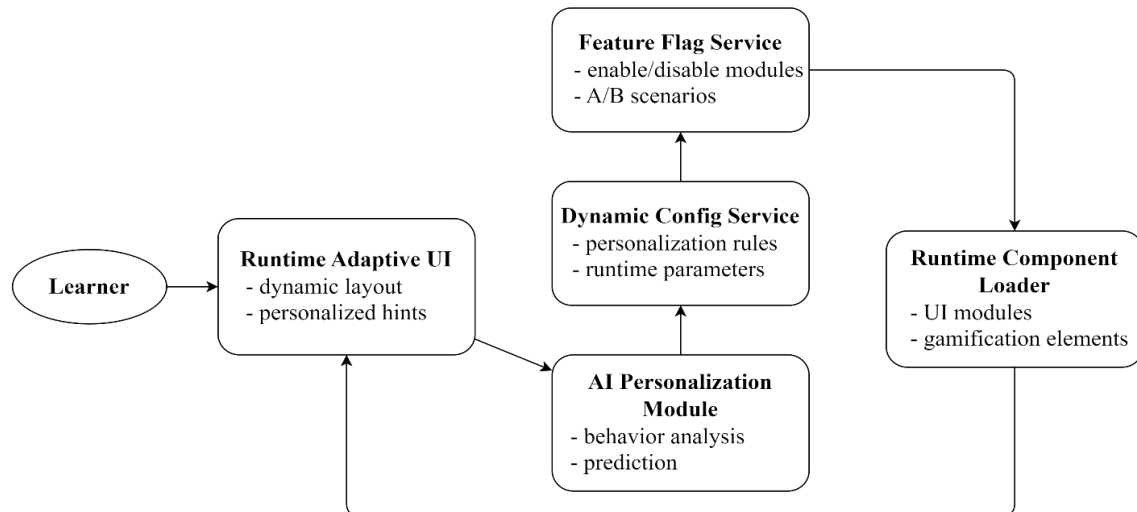 Feature Flag Service
- enable/disable modules
- A/B scenarios
Dynamic Config Service
- personalization rules
- runtime parameters
Runtime Adaptive UI
- dynamic layout
- personalized hints
Learner
Runtime Component
Loader
- UI modules
- gamification elements
AI Personalization
Module
- behavior analysis
- prediction